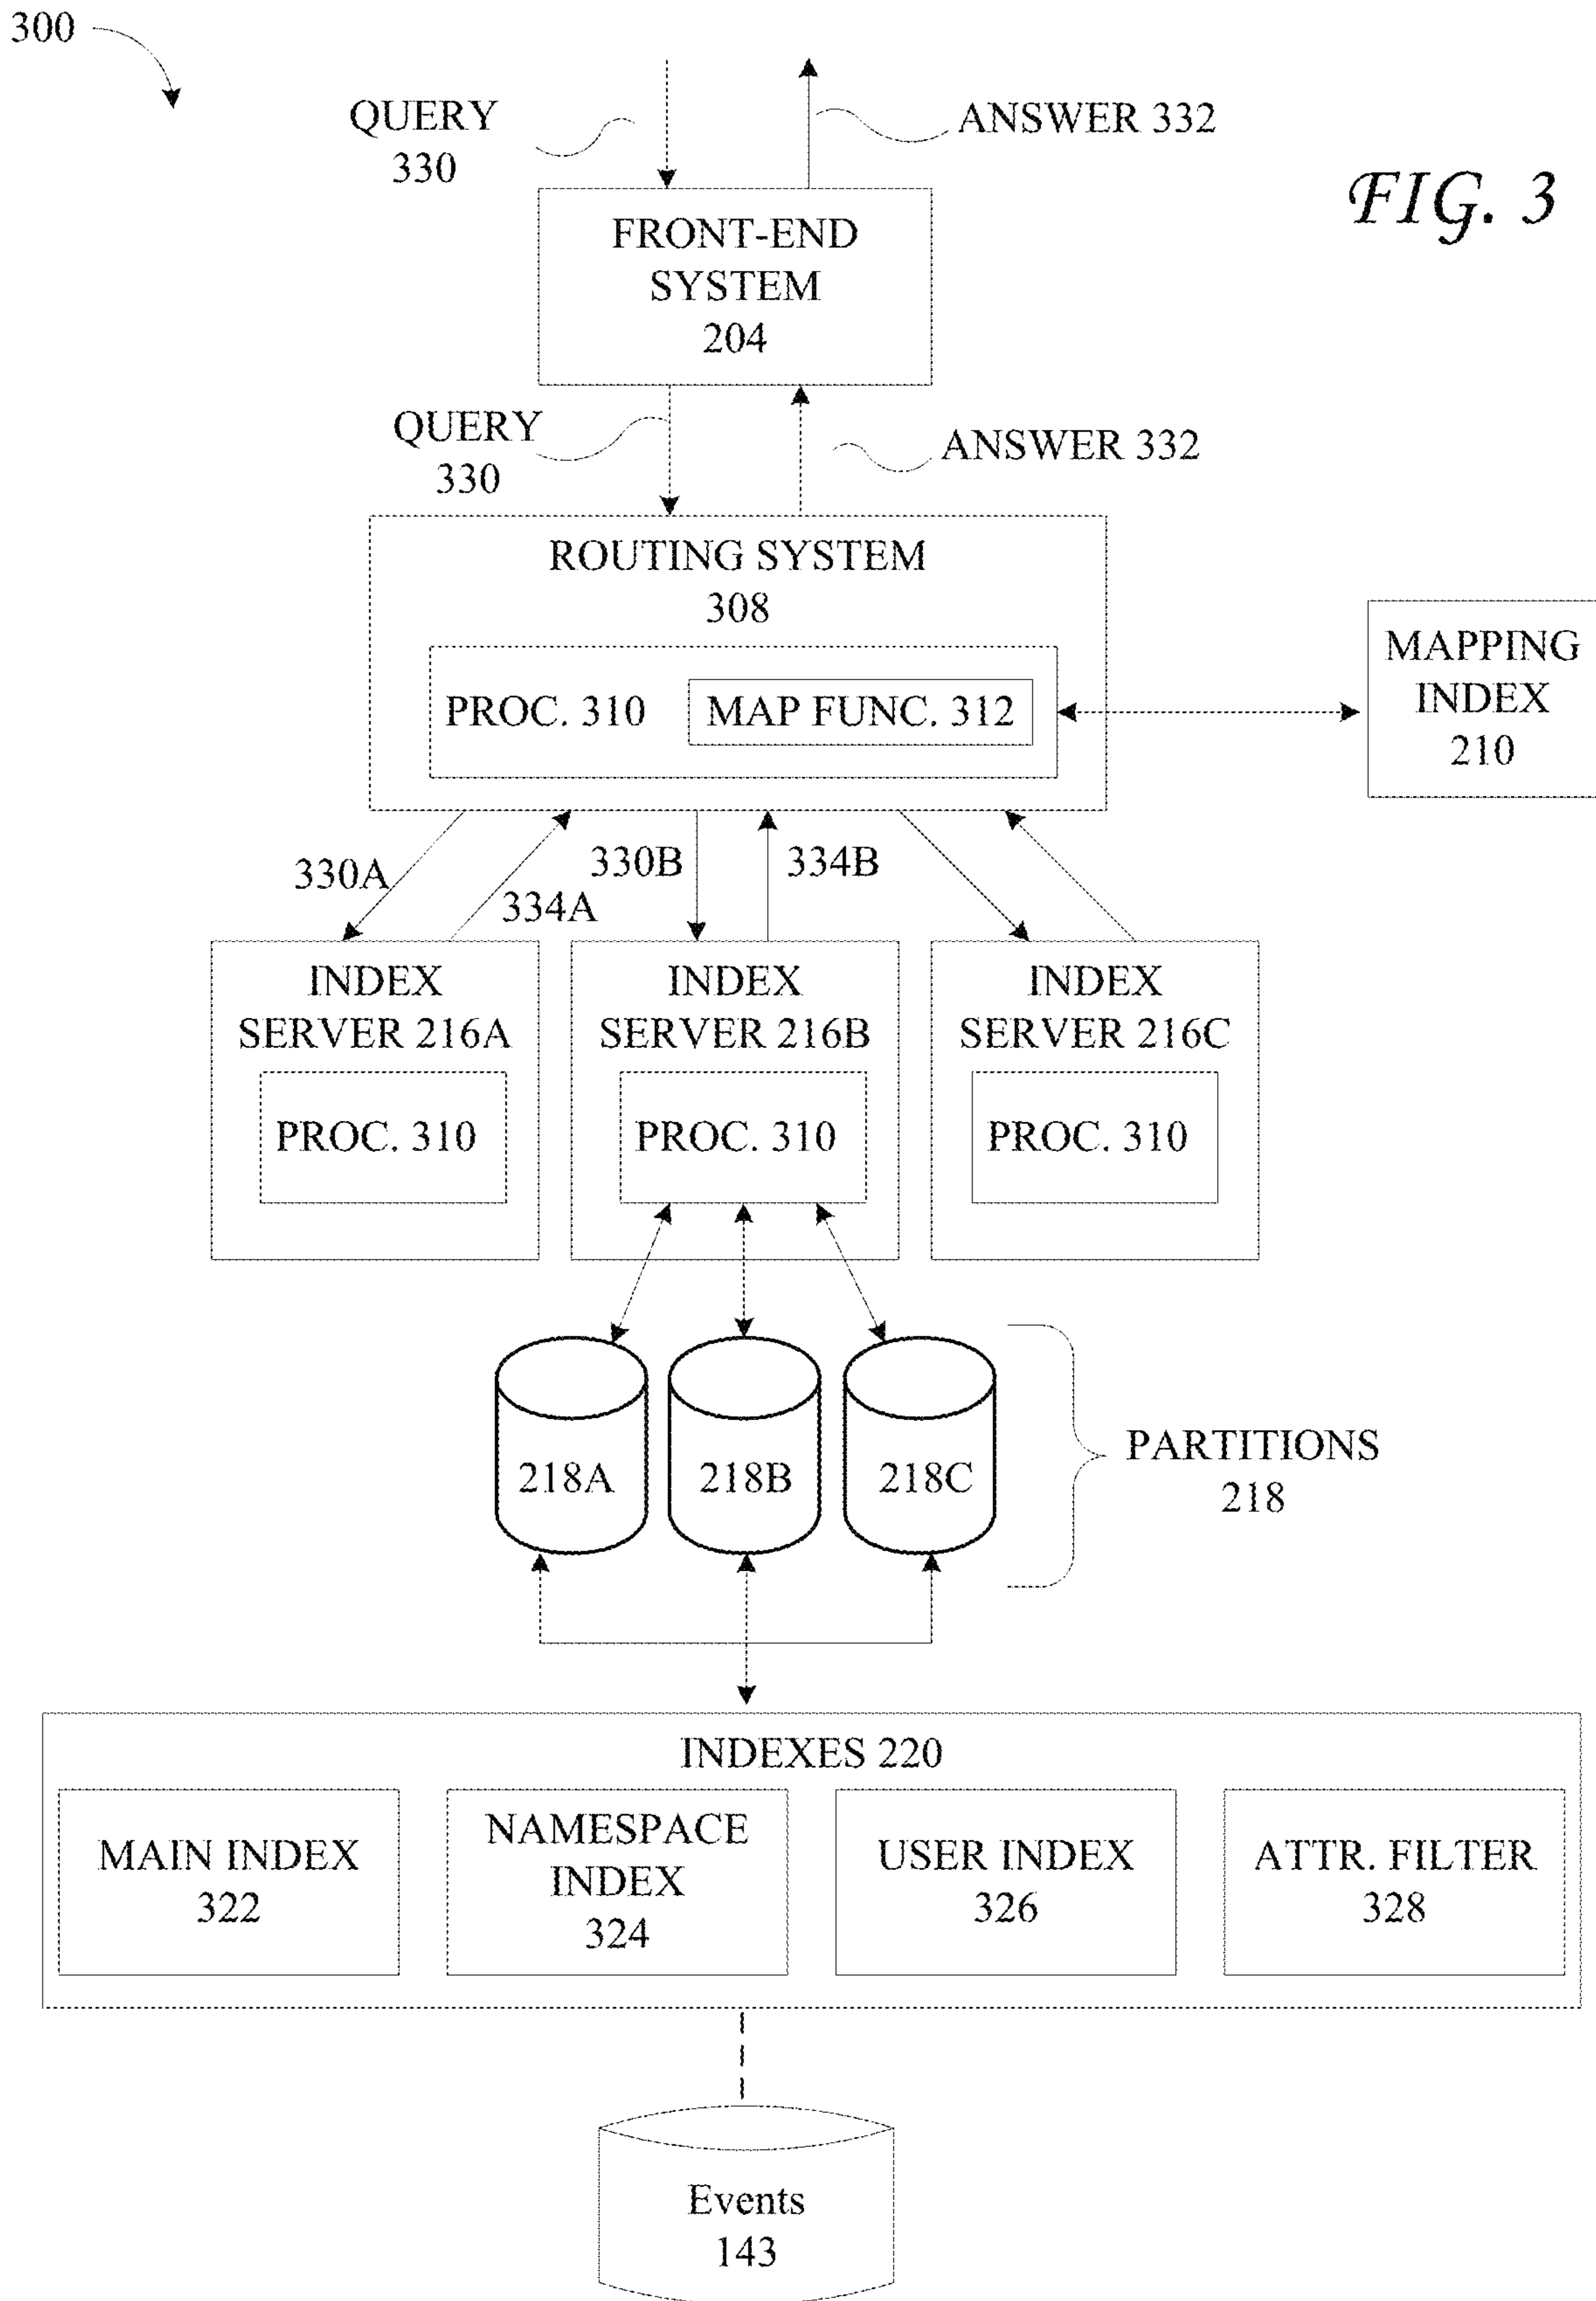 300
QUERY
330
ANSWER 332
FIG. 3
FRONT-END
SYSTEM
204
QUERY
330
ANSWER 332
ROUTING SYSTEM
308
PROC. 310
MAP FUNC. 312
MAPPING
INDEX
210
330A
334A
330B
334B
INDEX
SERVER 216A
PROC. 310
INDEX
SERVER 216B
PROC. 310
INDEX
SERVER 216C
PROC. 310
218A
218B
218C
PARTITIONS
218
INDEXES 220
MAIN INDEX
322
NAMESPACE
INDEX
324
USER INDEX
326
ATTR. FILTER
328
Events
143